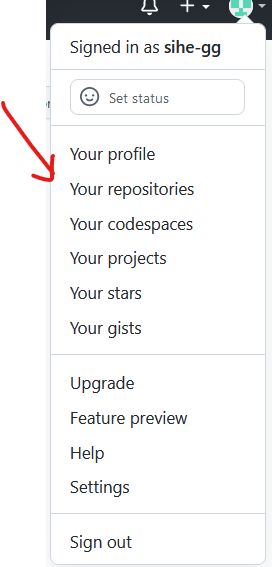 Signed in as sihe-gg
Set status
Your profile
Your repositories
Your codespaces
Your projects
Your stars
Your gists
Upgrade
Feature preview
Help
Settings
Sign out